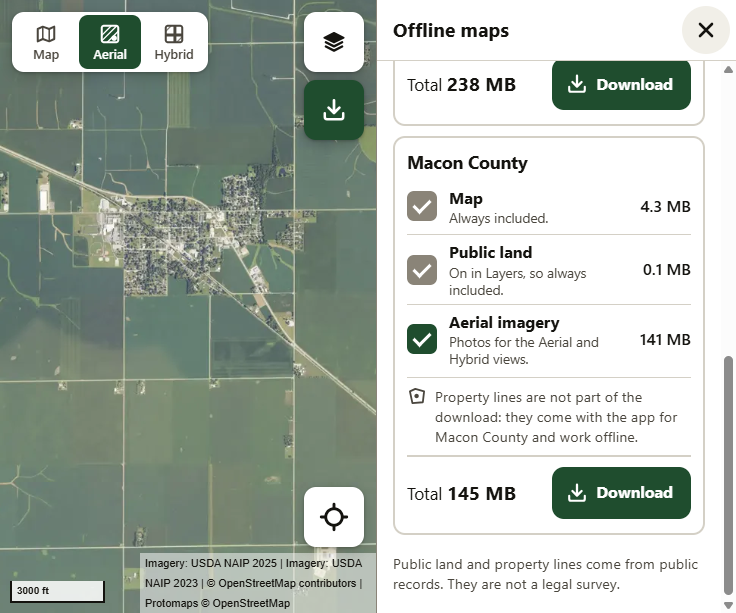 Map
Aerial
Hybrid
3000 ft
Imagery: USDA NAIP 2025 | Imagery: USDA
NAIP 2023 | © OpenStreetMap contributors |
Protomaps © OpenStreetMap
Offline maps
Total 238 MB
Download
Macon County
Map
Always included.
4.3 MB
Public land
On in Layers, so always
included.
0.1 MB
Aerial imagery
Photos for the Aerial and
Hybrid views.
141 MB
Property lines are not part of the
download: they come with the app for
Macon County and work offline.
Total 145 MB
Download
Public land and property lines come from public
records. They are not a legal survey.